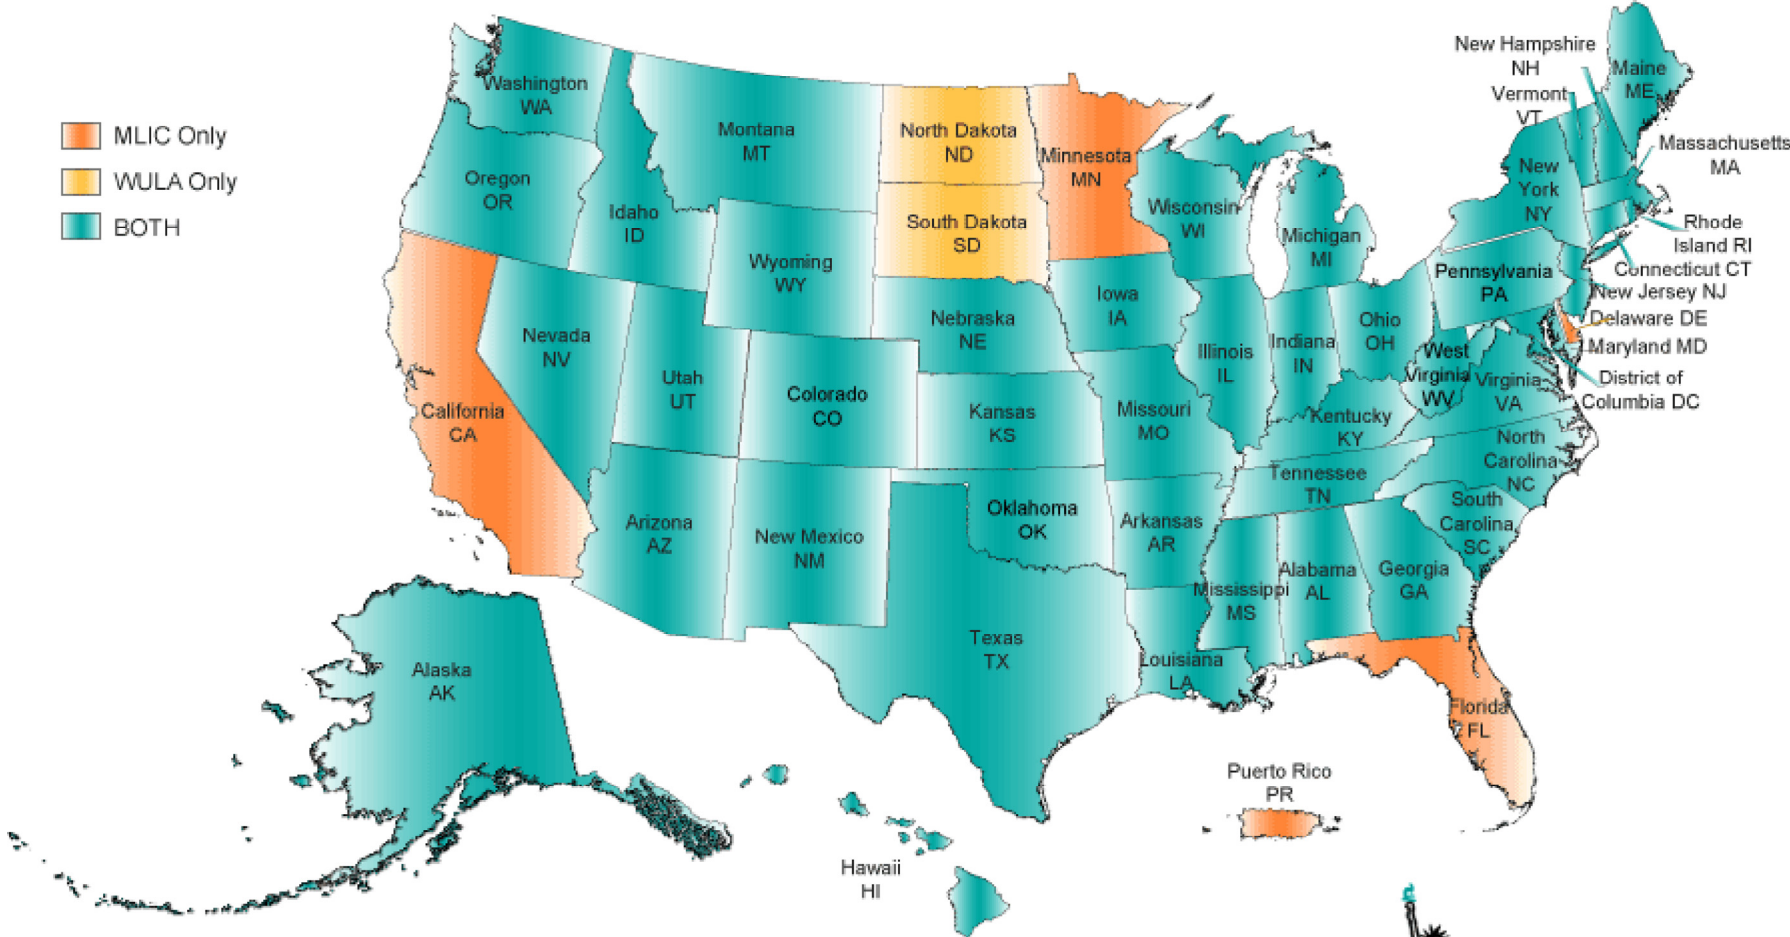 MLIC Only
WULA Only
BOTH
Washington
WA
Oregon
OR
Idaho
ID
Montana
MT
Wyoming
WY
North Dakota
ND
South Dakota
SD
Minnesota
MN
Wisconsin
WI
Michigan
MI
New Hampshire
NH
Vermont
VT
Maine
ME
Massachusetts
MA
New
York
NY
Rhode
Island RI
Connecticut CT
New Jersey NJ
Pennsylvania
PA
Delaware DE
Maryland MD
District of
Columbia DC
California
CA
Nevada
NV
Utah
UT
Colorado
CO
Nebraska
NE
Kansas
KS
Iowa
IA
Missouri
MO
Illinois
IL
Indiana
IN
Ohio
OH
West
Virginia
WV
Virginia
VA
Kentucky
KY
Tennessee
TN
North
Carolina
NC
South
Carolina
SC
Arizona
AZ
New Mexico
NM
Oklahoma
OK
Arkansas
AR
Texas
TX
Louisiana
LA
Mississippi
MS
Alabama
AL
Georgia
GA
Florida
FL
Alaska
AK
Hawaii
HI
Puerto Rico
PR